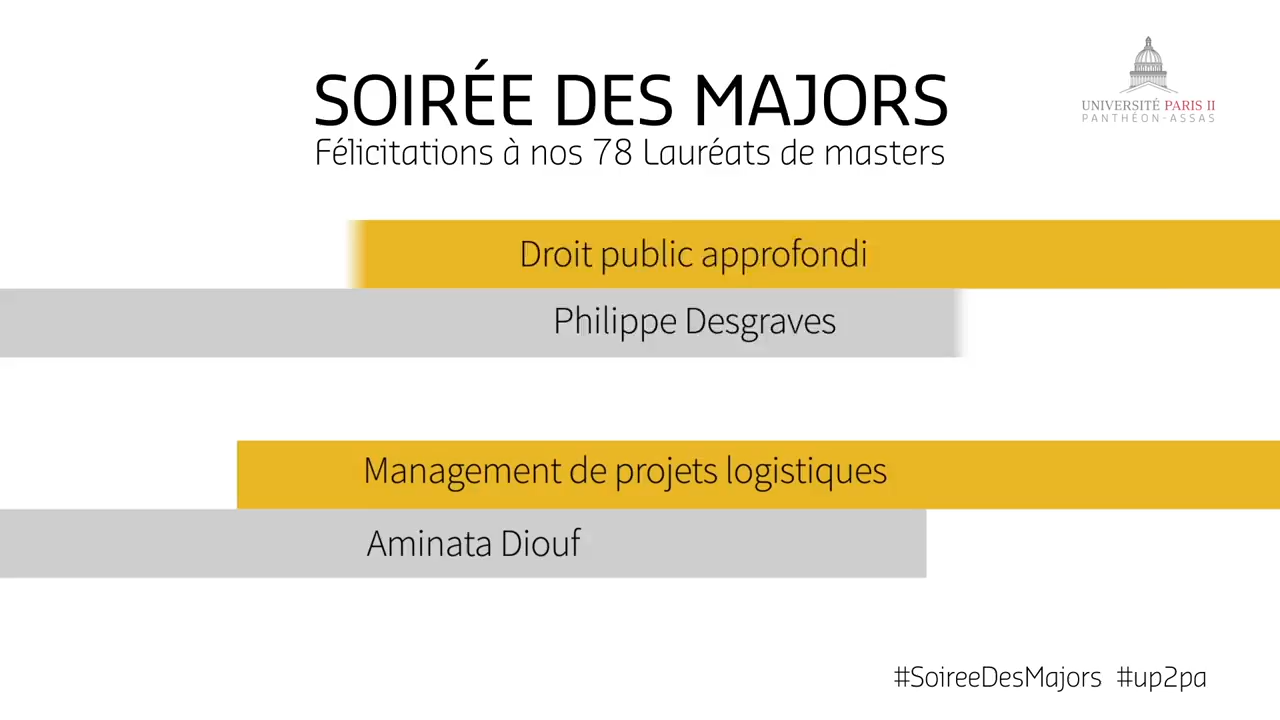 SOIRÉE DES MAJORS
Félicitations à nos 78 Lauréats de masters
UNIVERSITÉ PARIS II
PANTHÉON-ASSAS
Droit public approfondi
Philippe Desgraves
Management de projets logistiques
Aminata Diouf
#SoireeDesMajors #up2pa